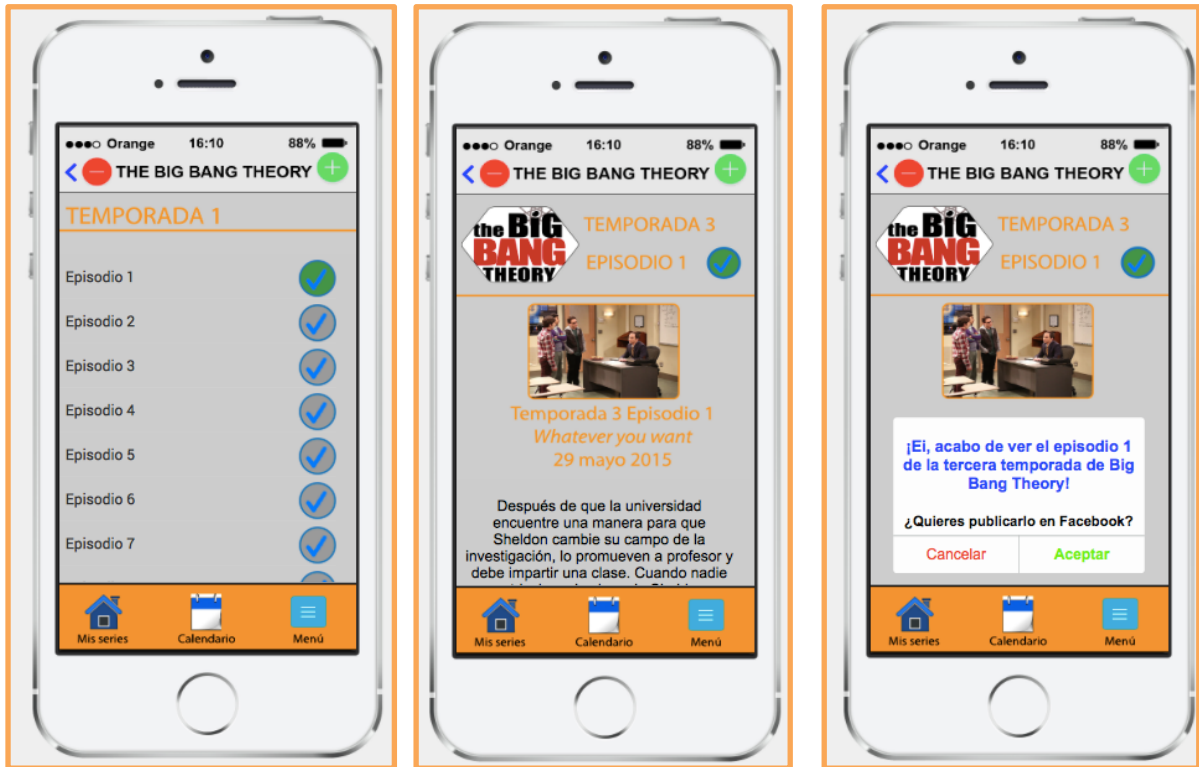 Orange 16:10 88%
THE BIG BANG THEORY
TEMPORADA 1
Episodio 1
Episodio 2
Episodio 3
Episodio 4
Episodio 5
Episodio 6
Episodio 7
Mis series Calendario Menú
Orange 16:10 88%
THE BIG BANG THEORY
the BiG
BANG
THEORY
TEMPORADA 3
EPISODIO 1
Temporada 3 Episodio 1
Whatever you want
29 mayo 2015
Después de que la universidad
encuentre una manera para que
Sheldon cambie su campo de la
investigación, lo promueven a profesor y
debe impartir una clase. Cuando nadie
Mis series Calendario Menú
Orange 16:10 88%
THE BIG BANG THEORY
the BiG
BANG
THEORY
TEMPORADA 3
EPISODIO 1
¡Ei, acabo de ver el episodio 1
de la tercera temporada de Big
Bang Theory!
¿Quieres publicarlo en Facebook?
Cancelar Aceptar
Mis series Calendario Menú